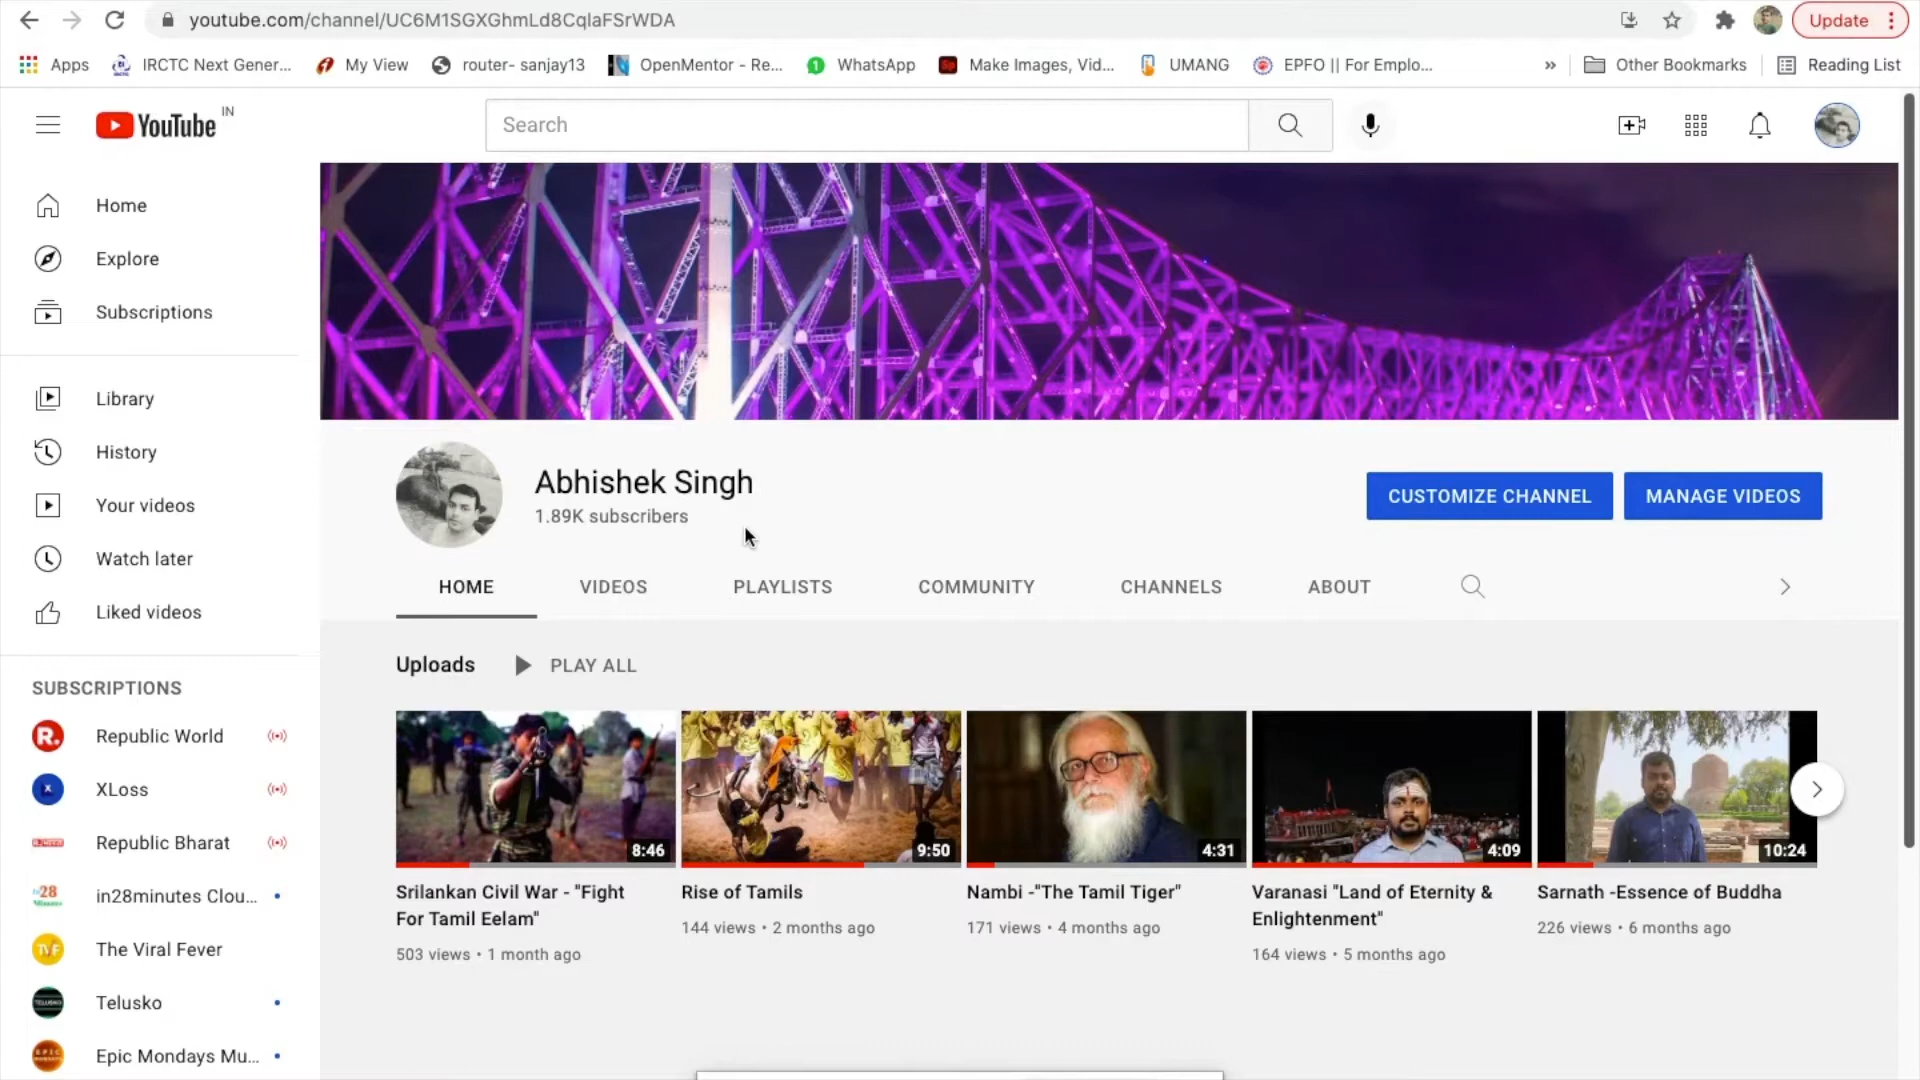 youtube.com/channel/UC6M1SGXGhmLd8CqlaFSrWDA
Update
Apps
IRCTC Next Gener...
My View
router- sanjay13
OpenMentor - Re...
1
WhatsApp
Make Images, Vid...
UMANG
EPFO || For Emplo...
»
Other Bookmarks
Reading List
YouTube IN
Search
Home
Explore
Subscriptions
Library
History
Your videos
Watch later
Liked videos
SUBSCRIPTIONS
Republic World
XLoss
Republic Bharat
in28minutes Clou...
The Viral Fever
Telusko
Epic Mondays Mu...
Abhishek Singh
1.89K subscribers
CUSTOMIZE CHANNEL
MANAGE VIDEOS
HOME
VIDEOS
PLAYLISTS
COMMUNITY
CHANNELS
ABOUT
Uploads
PLAY ALL
8:46
9:50
4:31
4:09
10:24
Srilankan Civil War - "Fight
For Tamil Eelam"
503 views • 1 month ago
Rise of Tamils
144 views • 2 months ago
Nambi -"The Tamil Tiger"
171 views • 4 months ago
Varanasi "Land of Eternity &
Enlightenment"
164 views • 5 months ago
Sarnath -Essence of Buddha
226 views • 6 months ago